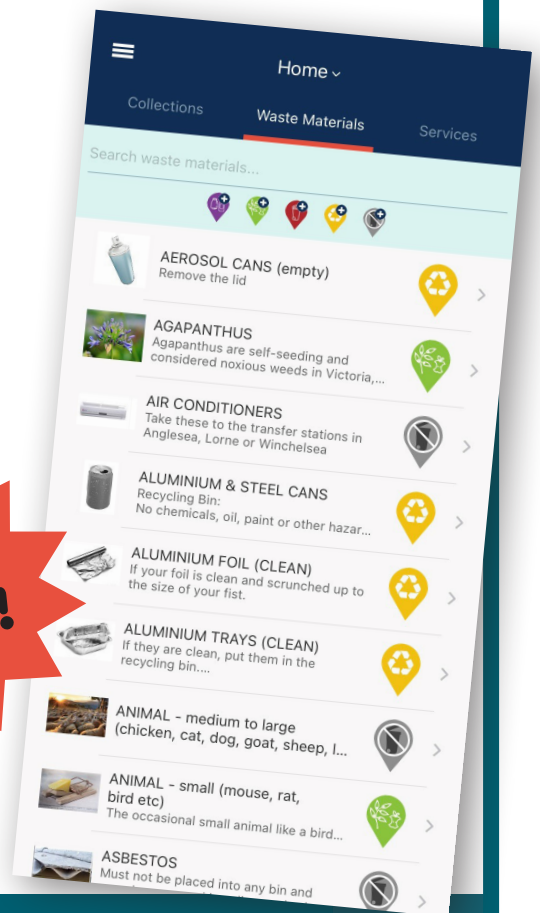 Home
Collections
Waste Materials
Services
Search waste materials...
AEROSOL CANS (empty)
Remove the lid
AGAPANTHUS
Agapanthus are self-seeding and
considered noxious weeds in Victoria,...
AIR CONDITIONERS
Take these to the transfer stations in
Anglesea, Lorne or Winchelsea
ALUMINIUM & STEEL CANS
Recycling Bin:
No chemicals, oil, paint or other hazar...
ALUMINIUM FOIL (CLEAN)
If your foil is clean and scrunched up to
the size of your fist.
ALUMINIUM TRAYS (CLEAN)
If they are clean, put them in the
recycling bin....
ANIMAL - medium to large
(chicken, cat, dog, goat, sheep, l...
ANIMAL - small (mouse, rat,
bird etc)
The occasional small animal like a bird...
ASBESTOS
Must not be placed into any bin and
!